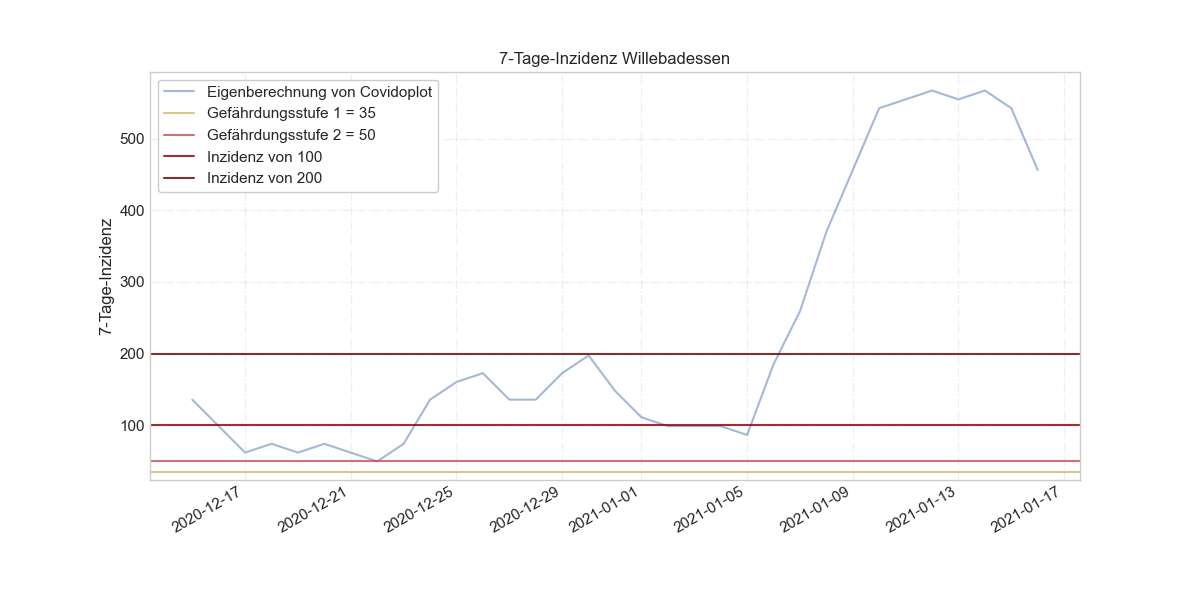 7-Tage-Inzidenz Willebadessen
Eigenberechnung von Covidoplot
Gefährdungsstufe 1 = 35
Gefährdungsstufe 2 = 50
Inzidenz von 100
Inzidenz von 200
7-Tage-Inzidenz
500
400
300
200
100
2020-12-17
2020-12-21
2020-12-25
2020-12-29
2021-01-01
2021-01-05
2021-01-09
2021-01-13
2021-01-17